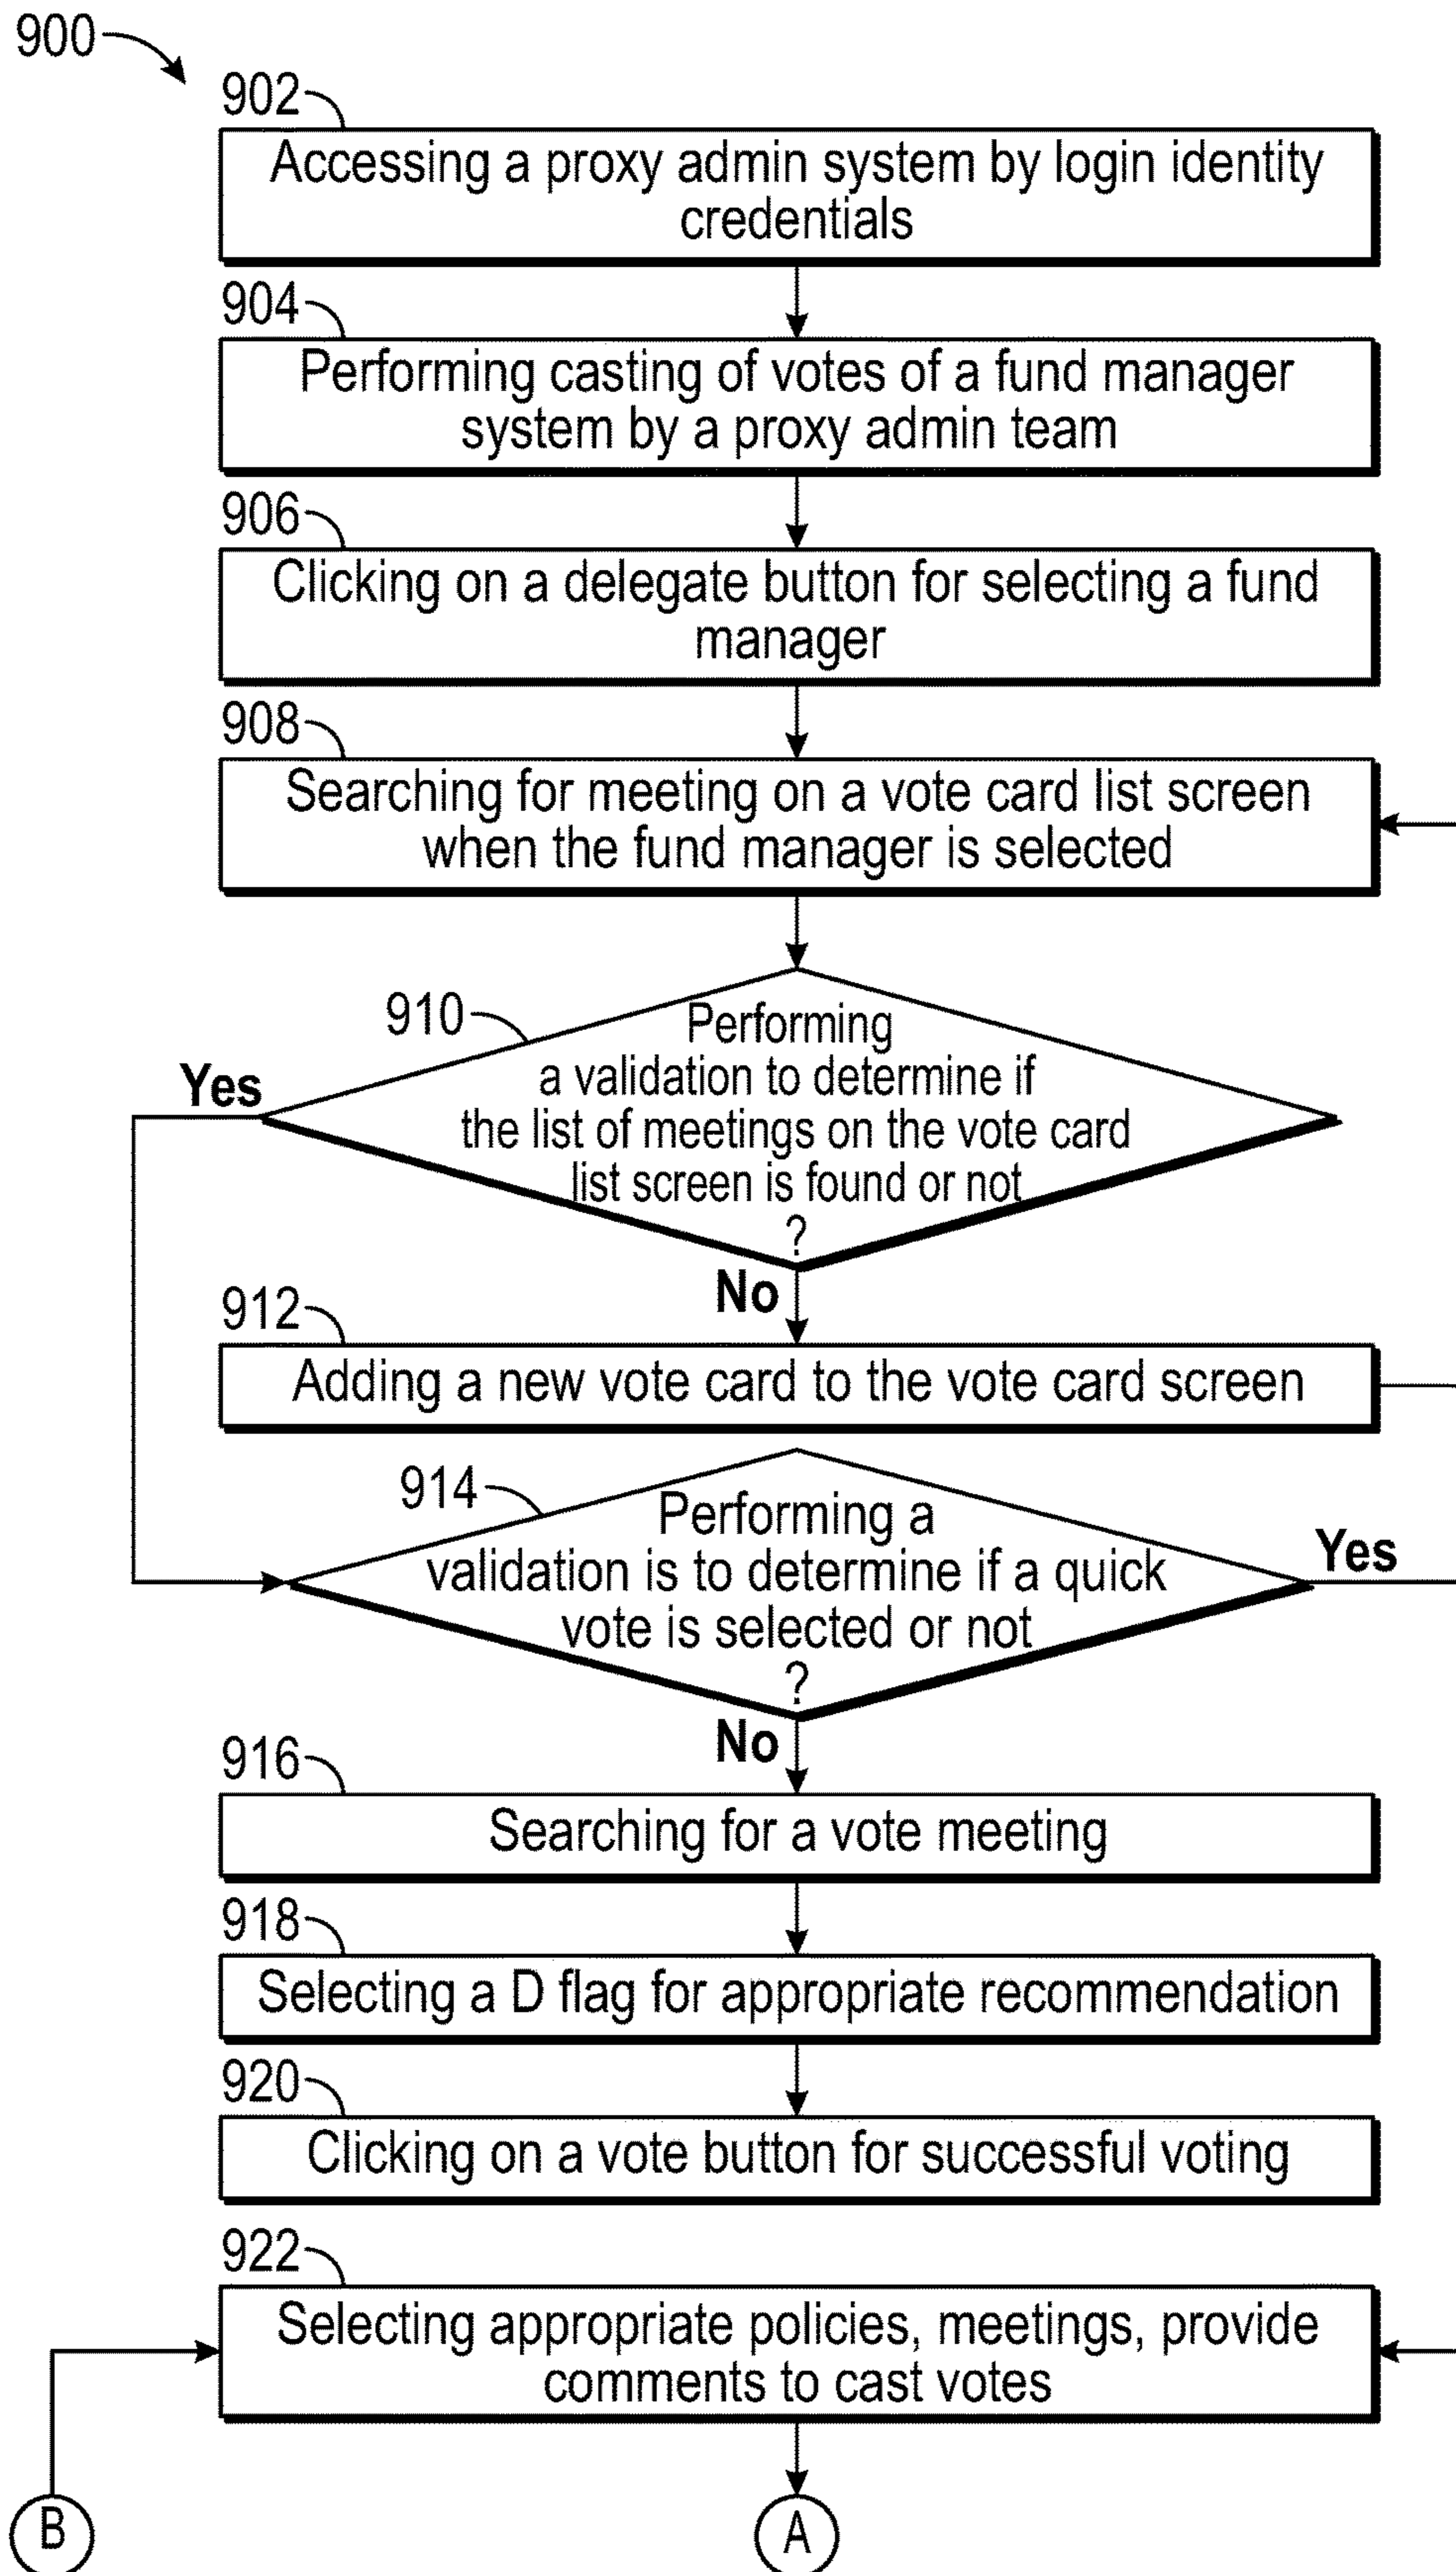 900
902
Accessing a proxy admin system by login identity
credentials
904
Performing casting of votes of a fund manager
system by a proxy admin team
906
Clicking on a delegate button for selecting a fund
manager
908
Searching for meeting on a vote card list screen
when the fund manager is selected
910
Performing
a validation to determine if
the list of meetings on the vote card
list screen is found or not
?
Yes
No
912
Adding a new vote card to the vote card screen
914
Performing a
validation is to determine if a quick
vote is selected or not
?
Yes
No
916
Searching for a vote meeting
918
Selecting a D flag for appropriate recommendation
920
Clicking on a vote button for successful voting
922
Selecting appropriate policies, meetings, provide
comments to cast votes
B
A